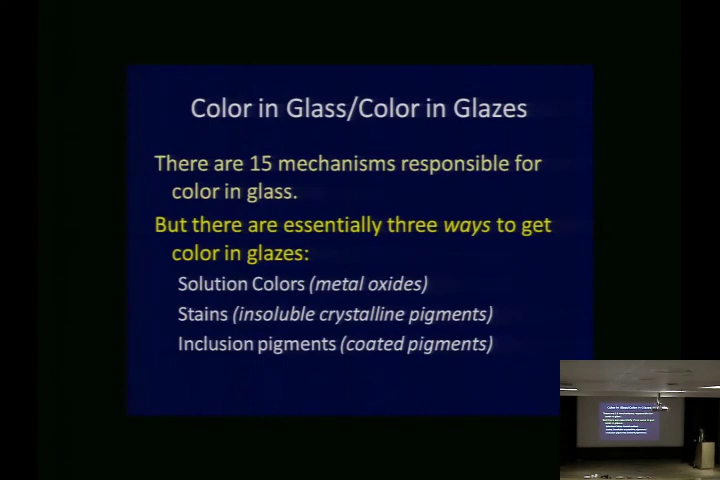 Color in Glass/Color in Glazes
There are 15 mechanisms responsible for
color in glass.
But there are essentially three ways to get
color in glazes:
Solution Colors (metal oxides)
Stains (insoluble crystalline pigments)
Inclusion pigments (coated pigments)